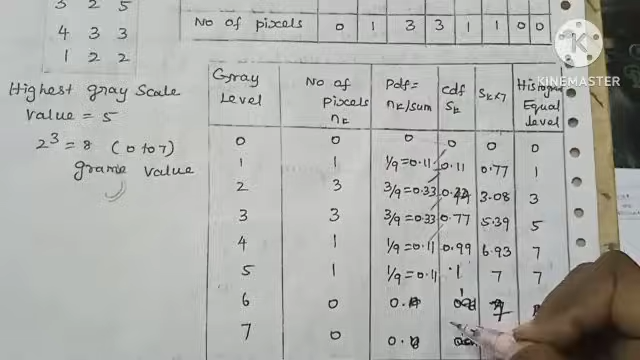 3 2 5
4 3 3
1 2 2
No of pixels 0 1 3 3 1 1 0 0
KINEMASTER
Highest gray scale
value = 5
2³ = 8 (0 to 7)
value
Gray Level No of pixels nk Pdf= nk/sum cdf Sk Sk×7 Equal level
0 0 0 0 0 0
1 1 1/9=0.11 0.11 0.77 1
2 3 3/9=0.33 3.08 3
3 3 3/9=0.33 0.77 5.39 5
4 1 1/9=0.11 0.99 6.93 7
5 1 1/9=0.11 1 7 7
6 0 7
7 0